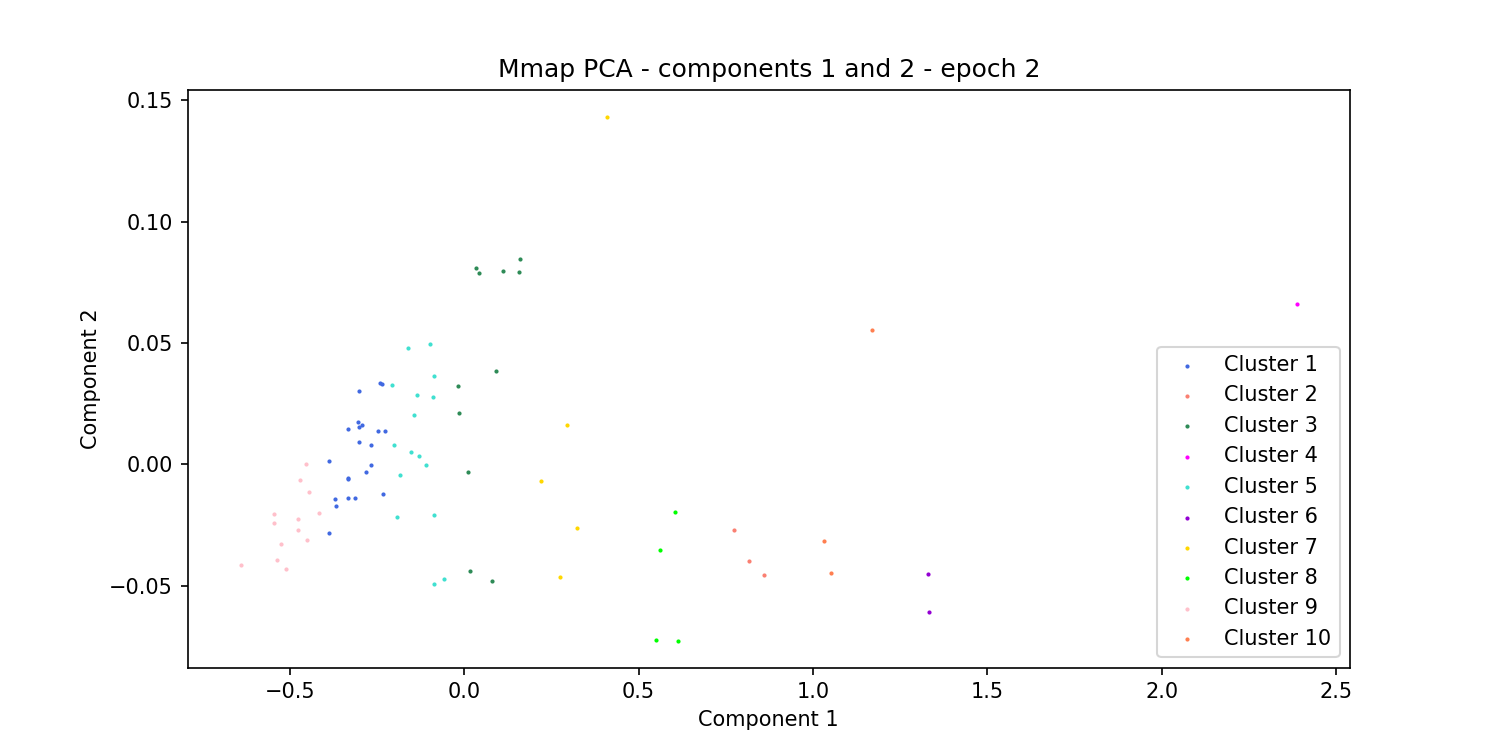 Mmap PCA - components 1 and 2 - epoch 2
0.15
0.10
0.05
0.00
−0.05
Component 2
−0.5
0.0
0.5
1.0
1.5
2.0
2.5
Component 1
Cluster 1
Cluster 2
Cluster 3
Cluster 4
Cluster 5
Cluster 6
Cluster 7
Cluster 8
Cluster 9
Cluster 10